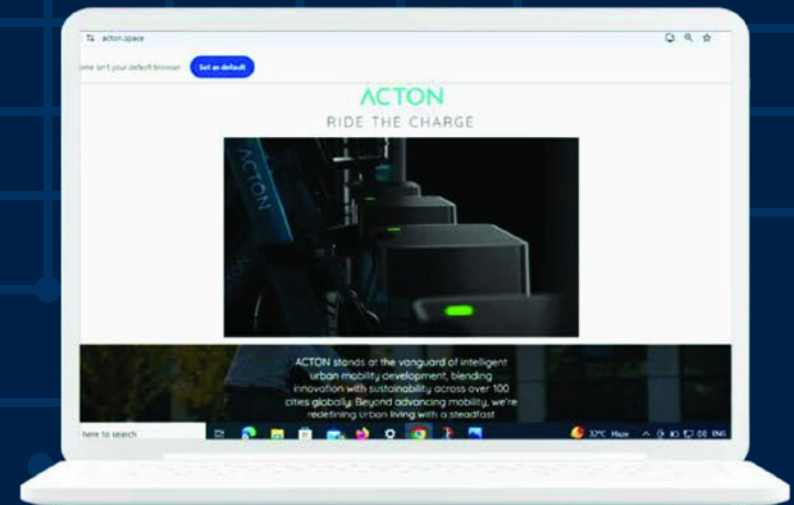 acton.space
ome isn't your default browser Set as default
ACTON
RIDE THE CHARGE
ACTON
ACTON
ACTON stands at the vanguard of intelligent
urban mobility development, blending
innovation with sustainability across over 100
cities globally. Beyond advancing mobility, we're
redefining urban living with a steadfast
here to search
32°C Haze
ENG